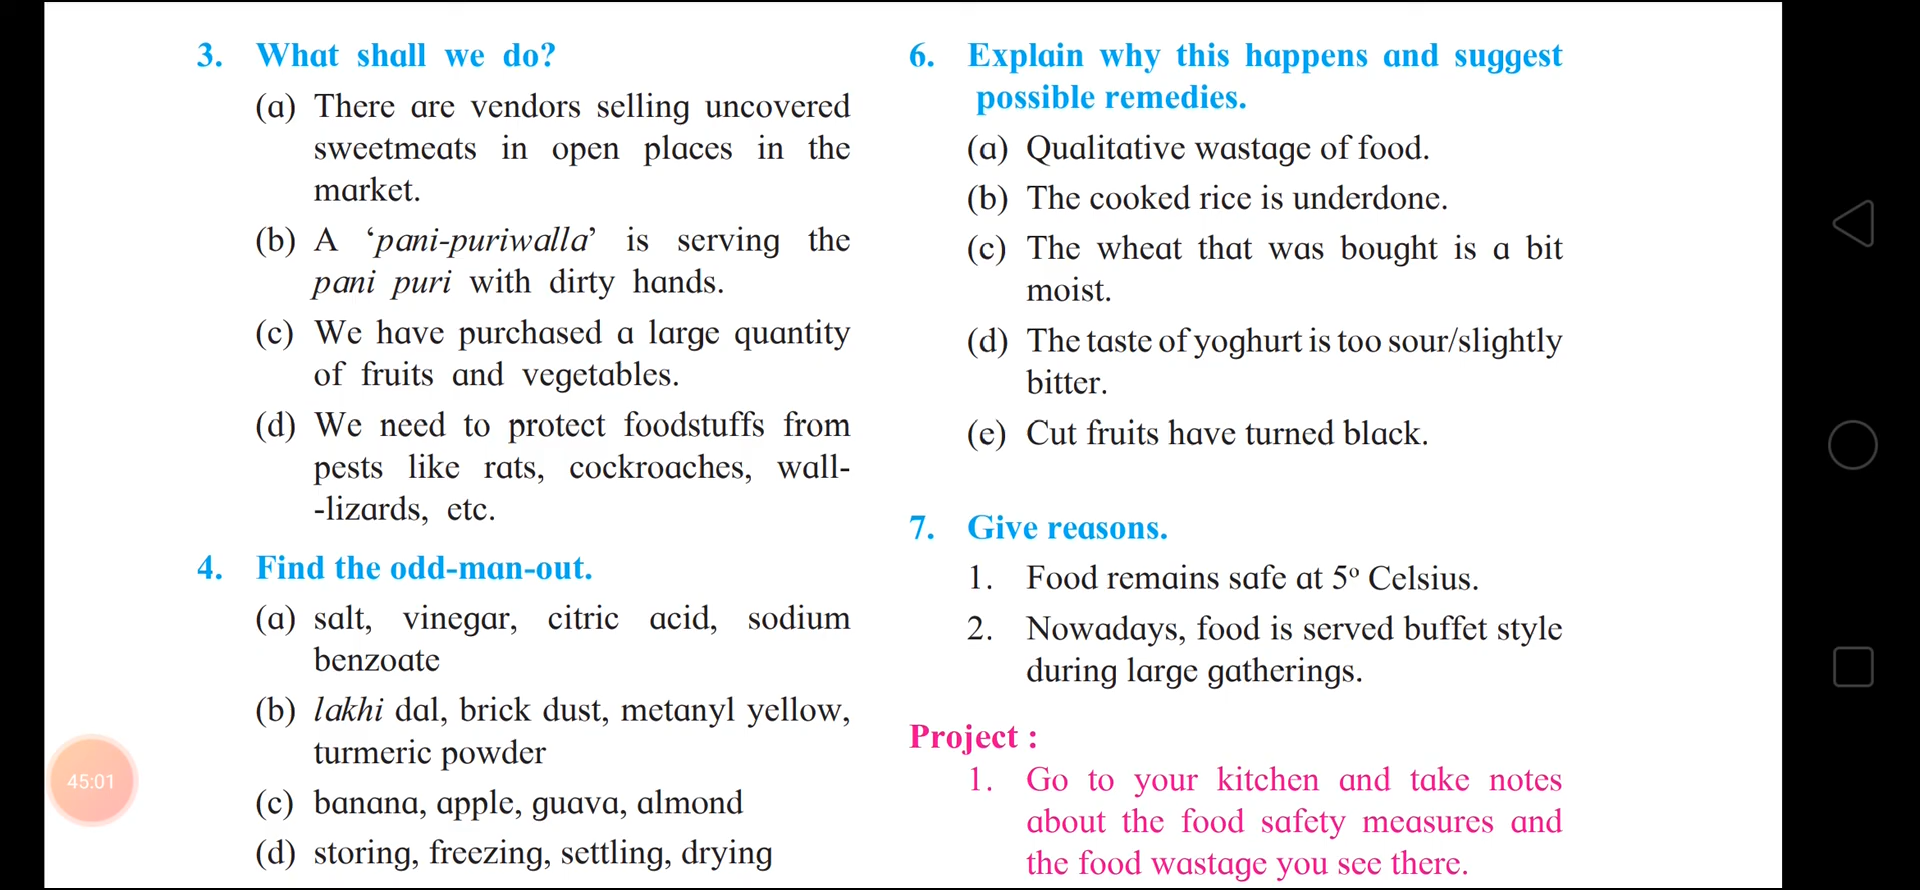 3. What shall we do?
(a) There are vendors selling uncovered
sweetmeats in open places in the
market.
(b) A ‘pani-puriwalla’ is serving the
pani puri with dirty hands.
(c) We have purchased a large quantity
of fruits and vegetables.
(d) We need to protect foodstuffs from
pests like rats, cockroaches, wall-
-lizards, etc.
4. Find the odd-man-out.
(a) salt, vinegar, citric acid, sodium
benzoate
(b) lakhi dal, brick dust, metanyl yellow,
turmeric powder
(c) banana, apple, guava, almond
(d) storing, freezing, settling, drying
45:01
6. Explain why this happens and suggest
possible remedies.
(a) Qualitative wastage of food.
(b) The cooked rice is underdone.
(c) The wheat that was bought is a bit
moist.
(d) The taste of yoghurt is too sour/slightly
bitter.
(e) Cut fruits have turned black.
7. Give reasons.
1. Food remains safe at 5º Celsius.
2. Nowadays, food is served buffet style
during large gatherings.
Project :
1. Go to your kitchen and take notes
about the food safety measures and
the food wastage you see there.